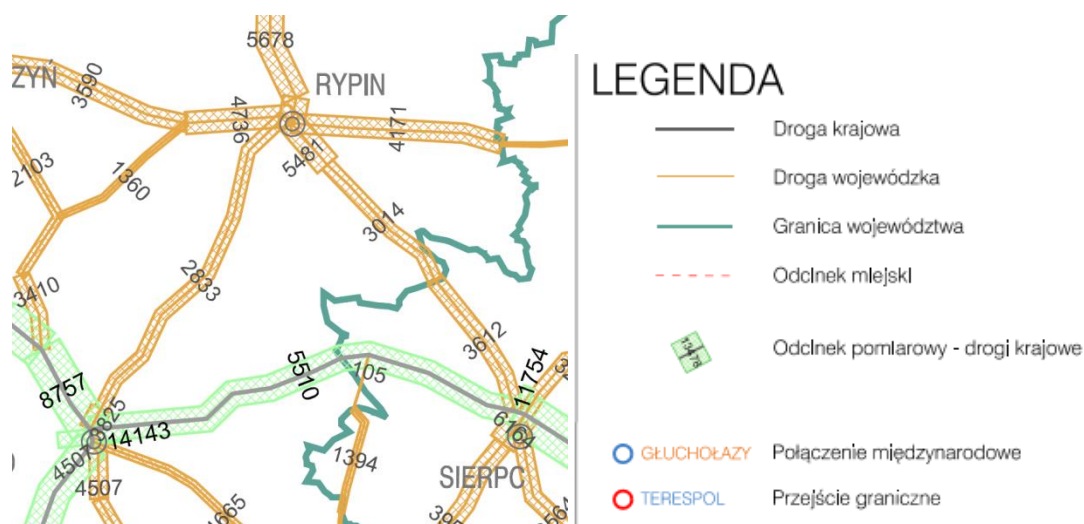 5678
ZYŃ
3590
RYPIN
4736
4171
5481
2103
1360
3014
2833
3410
3612
5510
105
11754
8757
14143
6164
4507
4507
1394
SIERPC
LEGENDA
Droga krajowa
Droga wojewódzka
Granica województwa
Odcinek miejski
13478
Odcinek pomiarowy - drogi krajowe
GŁUCHOŁAZY Połączenie międzynarodowe
TERESPOL Przejście graniczne